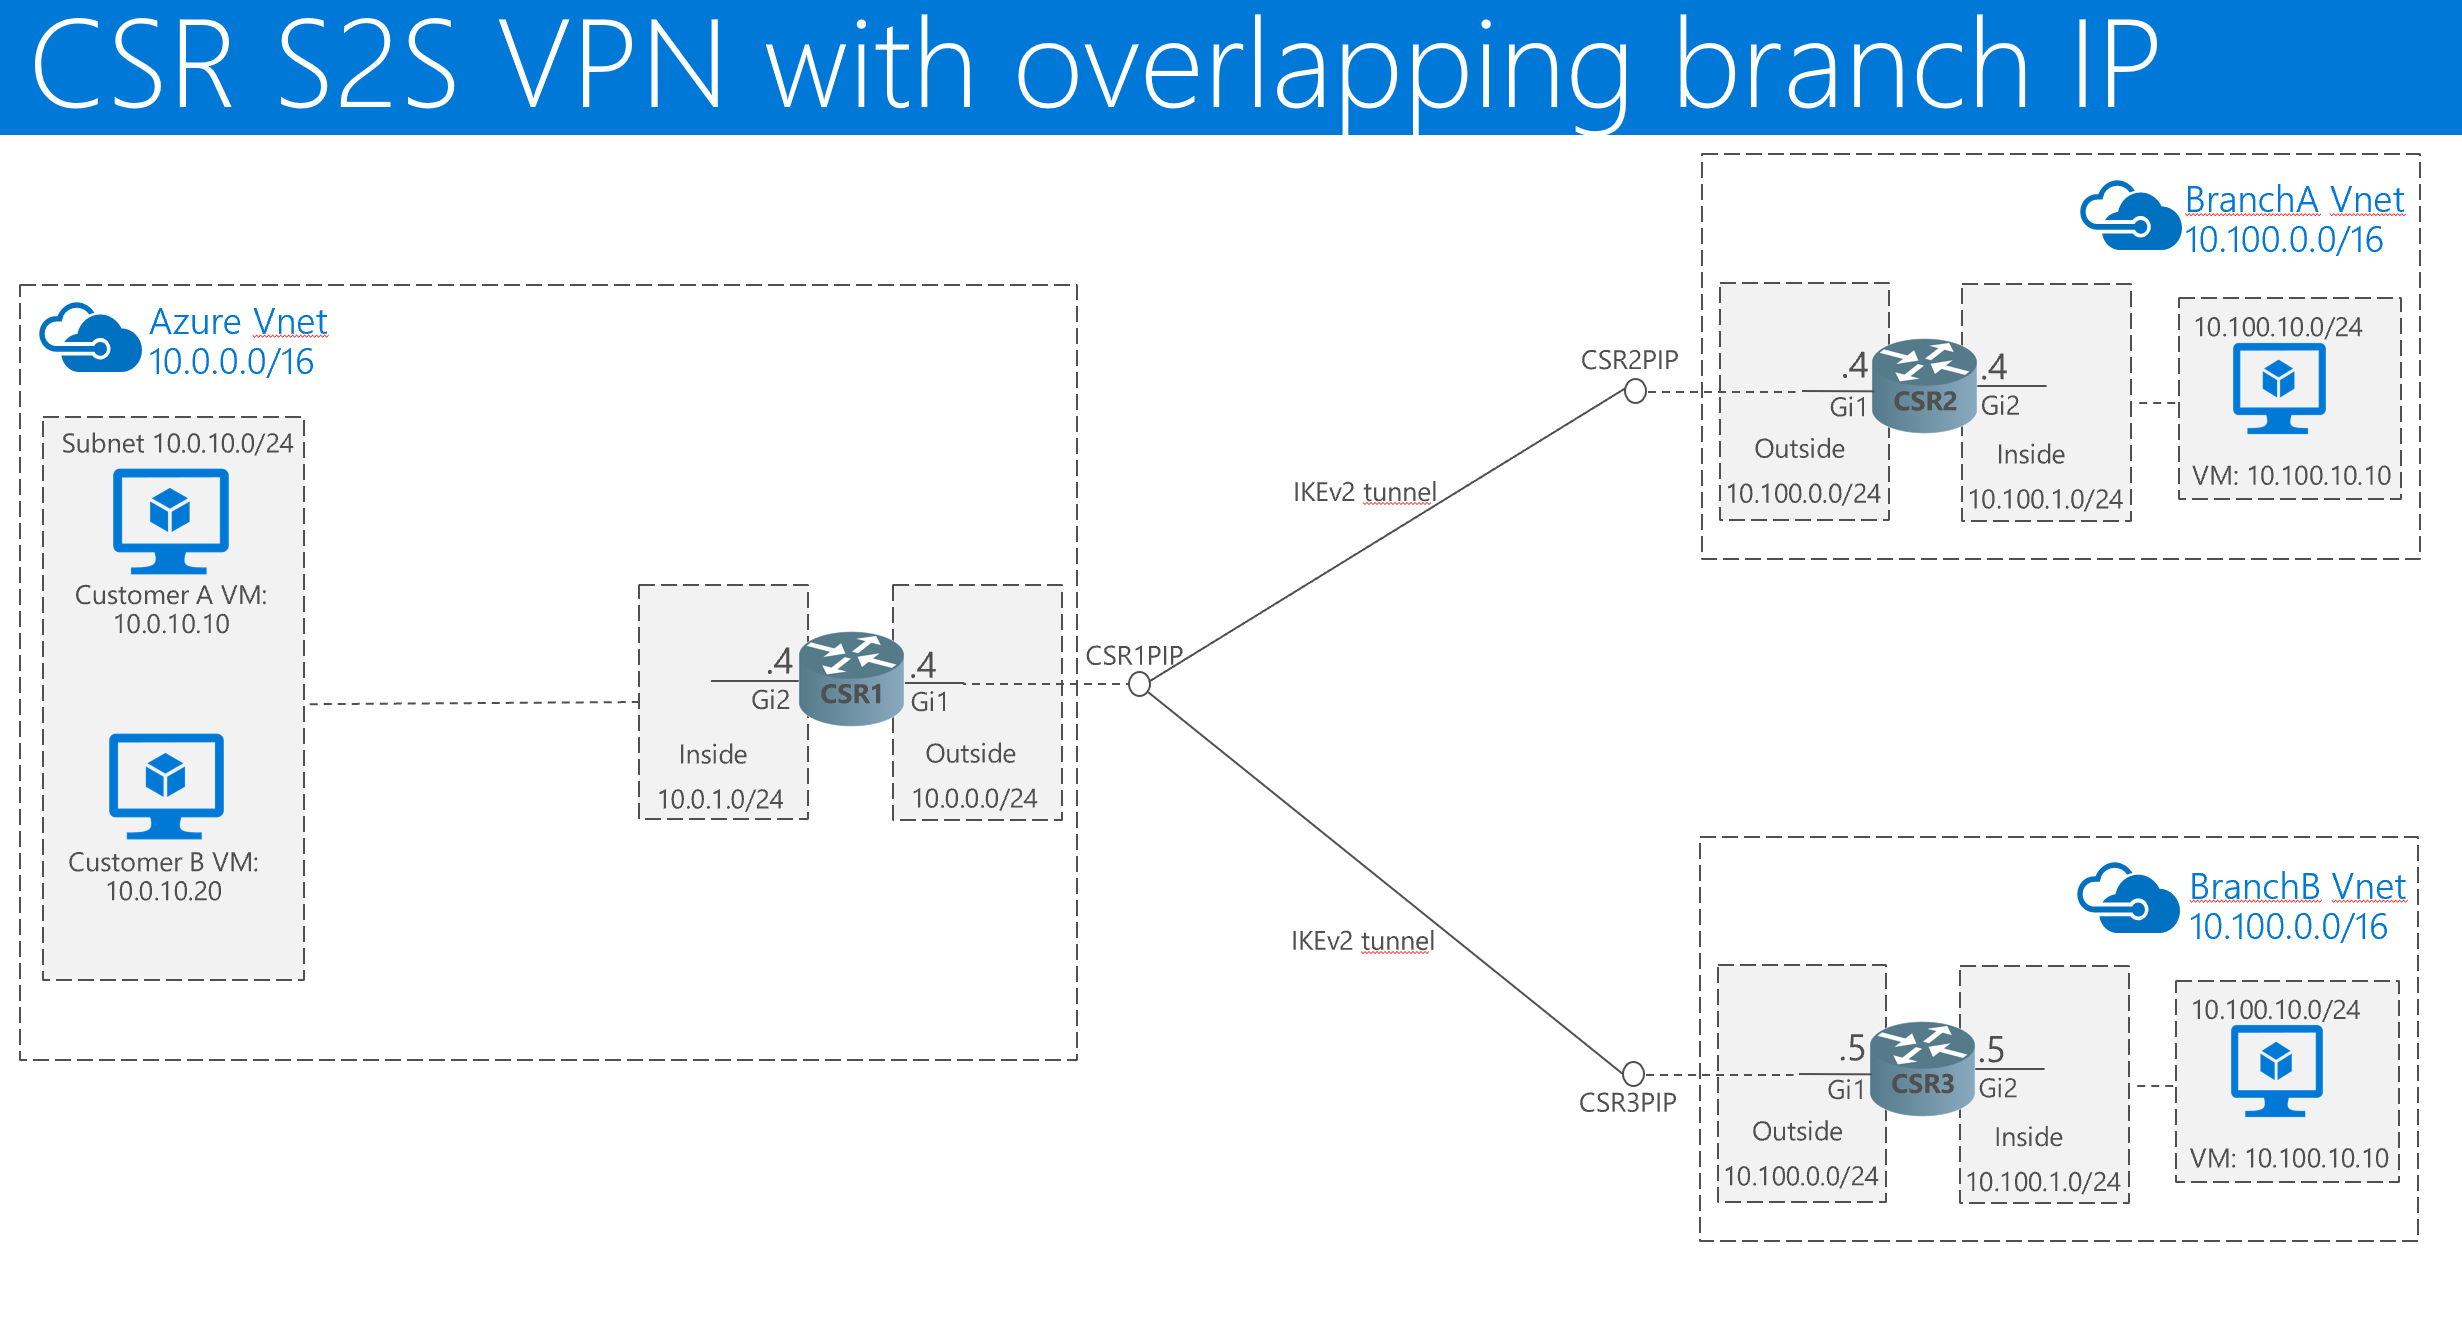 CSR S2S VPN with overlapping branch IP
BranchA Vnet
10.100.0.0/16
Azure Vnet
10.0.0.0/16
Subnet 10.0.10.0/24
Customer A VM:
10.0.10.10
Customer B VM:
10.0.10.20
.4
Gi2
CSR1
.4
Gi1
Inside
10.0.1.0/24
Outside
10.0.0.0/24
CSR1PIP
IKEv2 tunnel
IKEv2 tunnel
CSR2PIP
.4
Gi1
CSR2
.4
Gi2
Outside
10.100.0.0/24
Inside
10.100.1.0/24
10.100.10.0/24
VM: 10.100.10.10
BranchB Vnet
10.100.0.0/16
CSR3PIP
.5
Gi1
CSR3
.5
Gi2
Outside
10.100.0.0/24
Inside
10.100.1.0/24
10.100.10.0/24
VM: 10.100.10.10